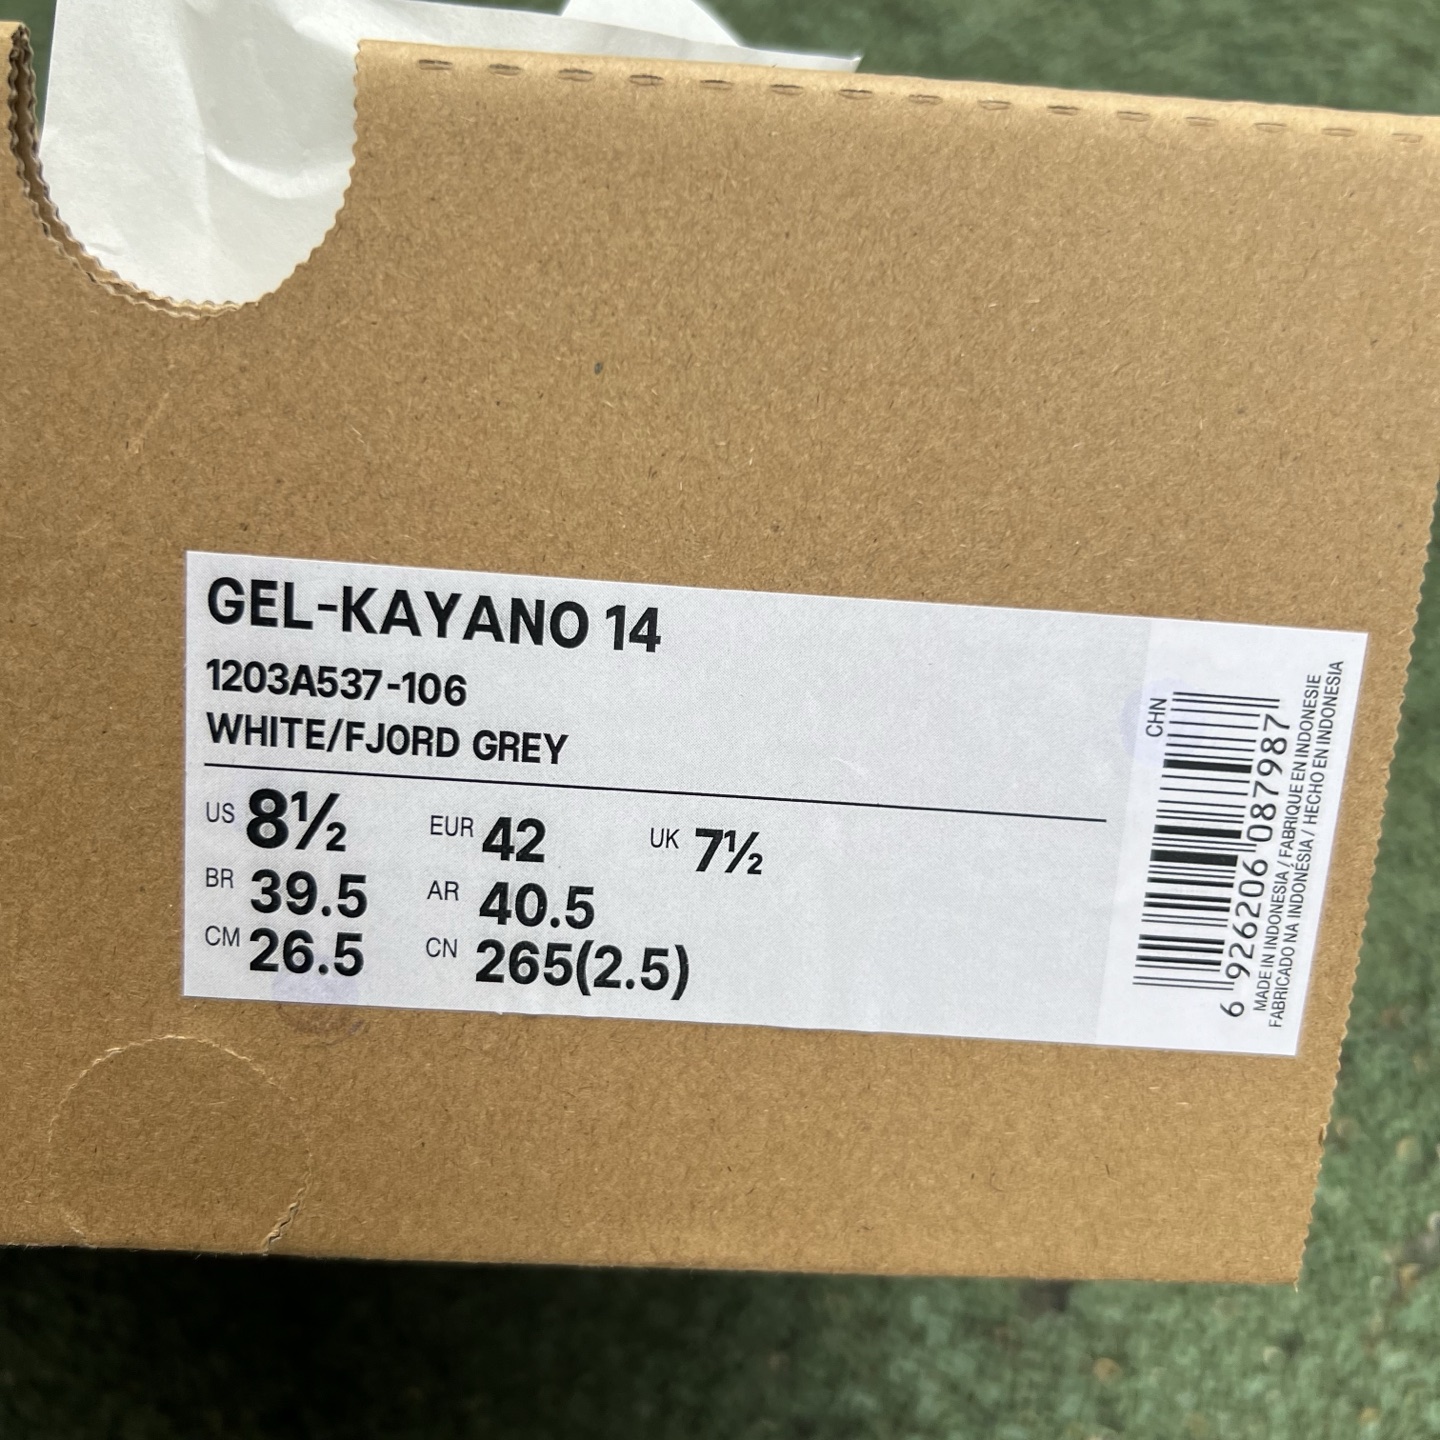 GEL-KAYANO 14
1203A537-106
WHITE/FJORD GREY
US 8½ EUR 42 UK 7½
BR 39.5 AR 40.5
CM 26.5 CN 265(2.5)
CHN
6 926206 087987
MADE IN INDONESIA / FABRIQUE EN INDONESIE
FABRICADO NA INDONÉSIA / HECHO EN INDONESIA